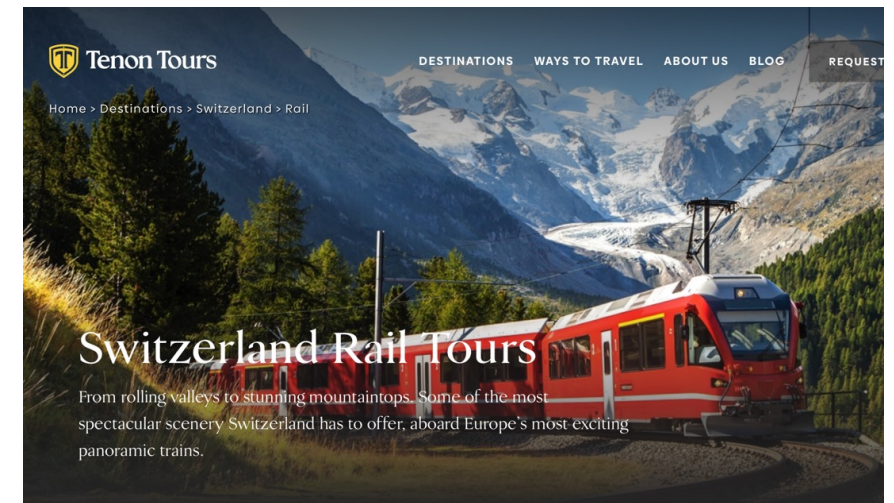 Tenon Tours
DESTINATIONS WAYS TO TRAVEL ABOUT US BLOG REQUEST
Home > Destinations > Switzerland > Rail
Switzerland Rail Tours
From rolling valleys to stunning mountaintops. Some of the most
spectacular scenery Switzerland has to offer, aboard Europe's most exciting
panoramic trains.